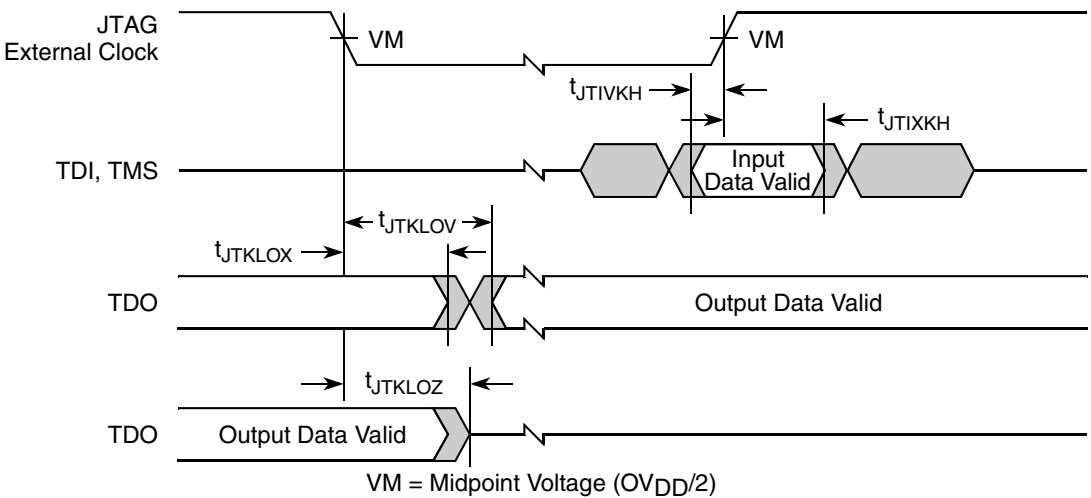 JTAG
External Clock
VM
VM
tJTIVKH
tJTIXKH
TDI, TMS
Input
Data Valid
tJTKLOV
tJTKLOX
TDO
Output Data Valid
tJTKLOZ
TDO
Output Data Valid
VM = Midpoint Voltage (OVDD/2)